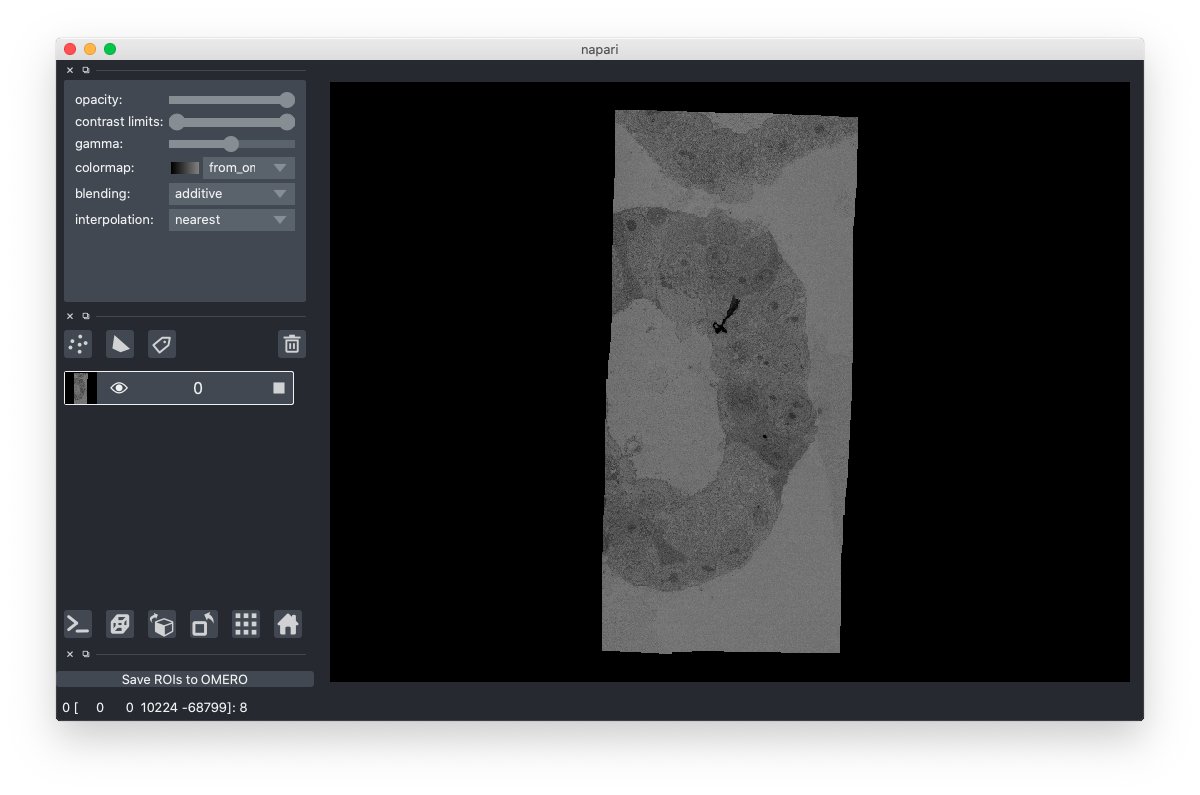 napari
opacity:
contrast limits:
gamma:
colormap: from_on
blending: additive
interpolation: nearest
0
Save ROIs to OMERO
0 [ 0 0 10224 -68799]: 8